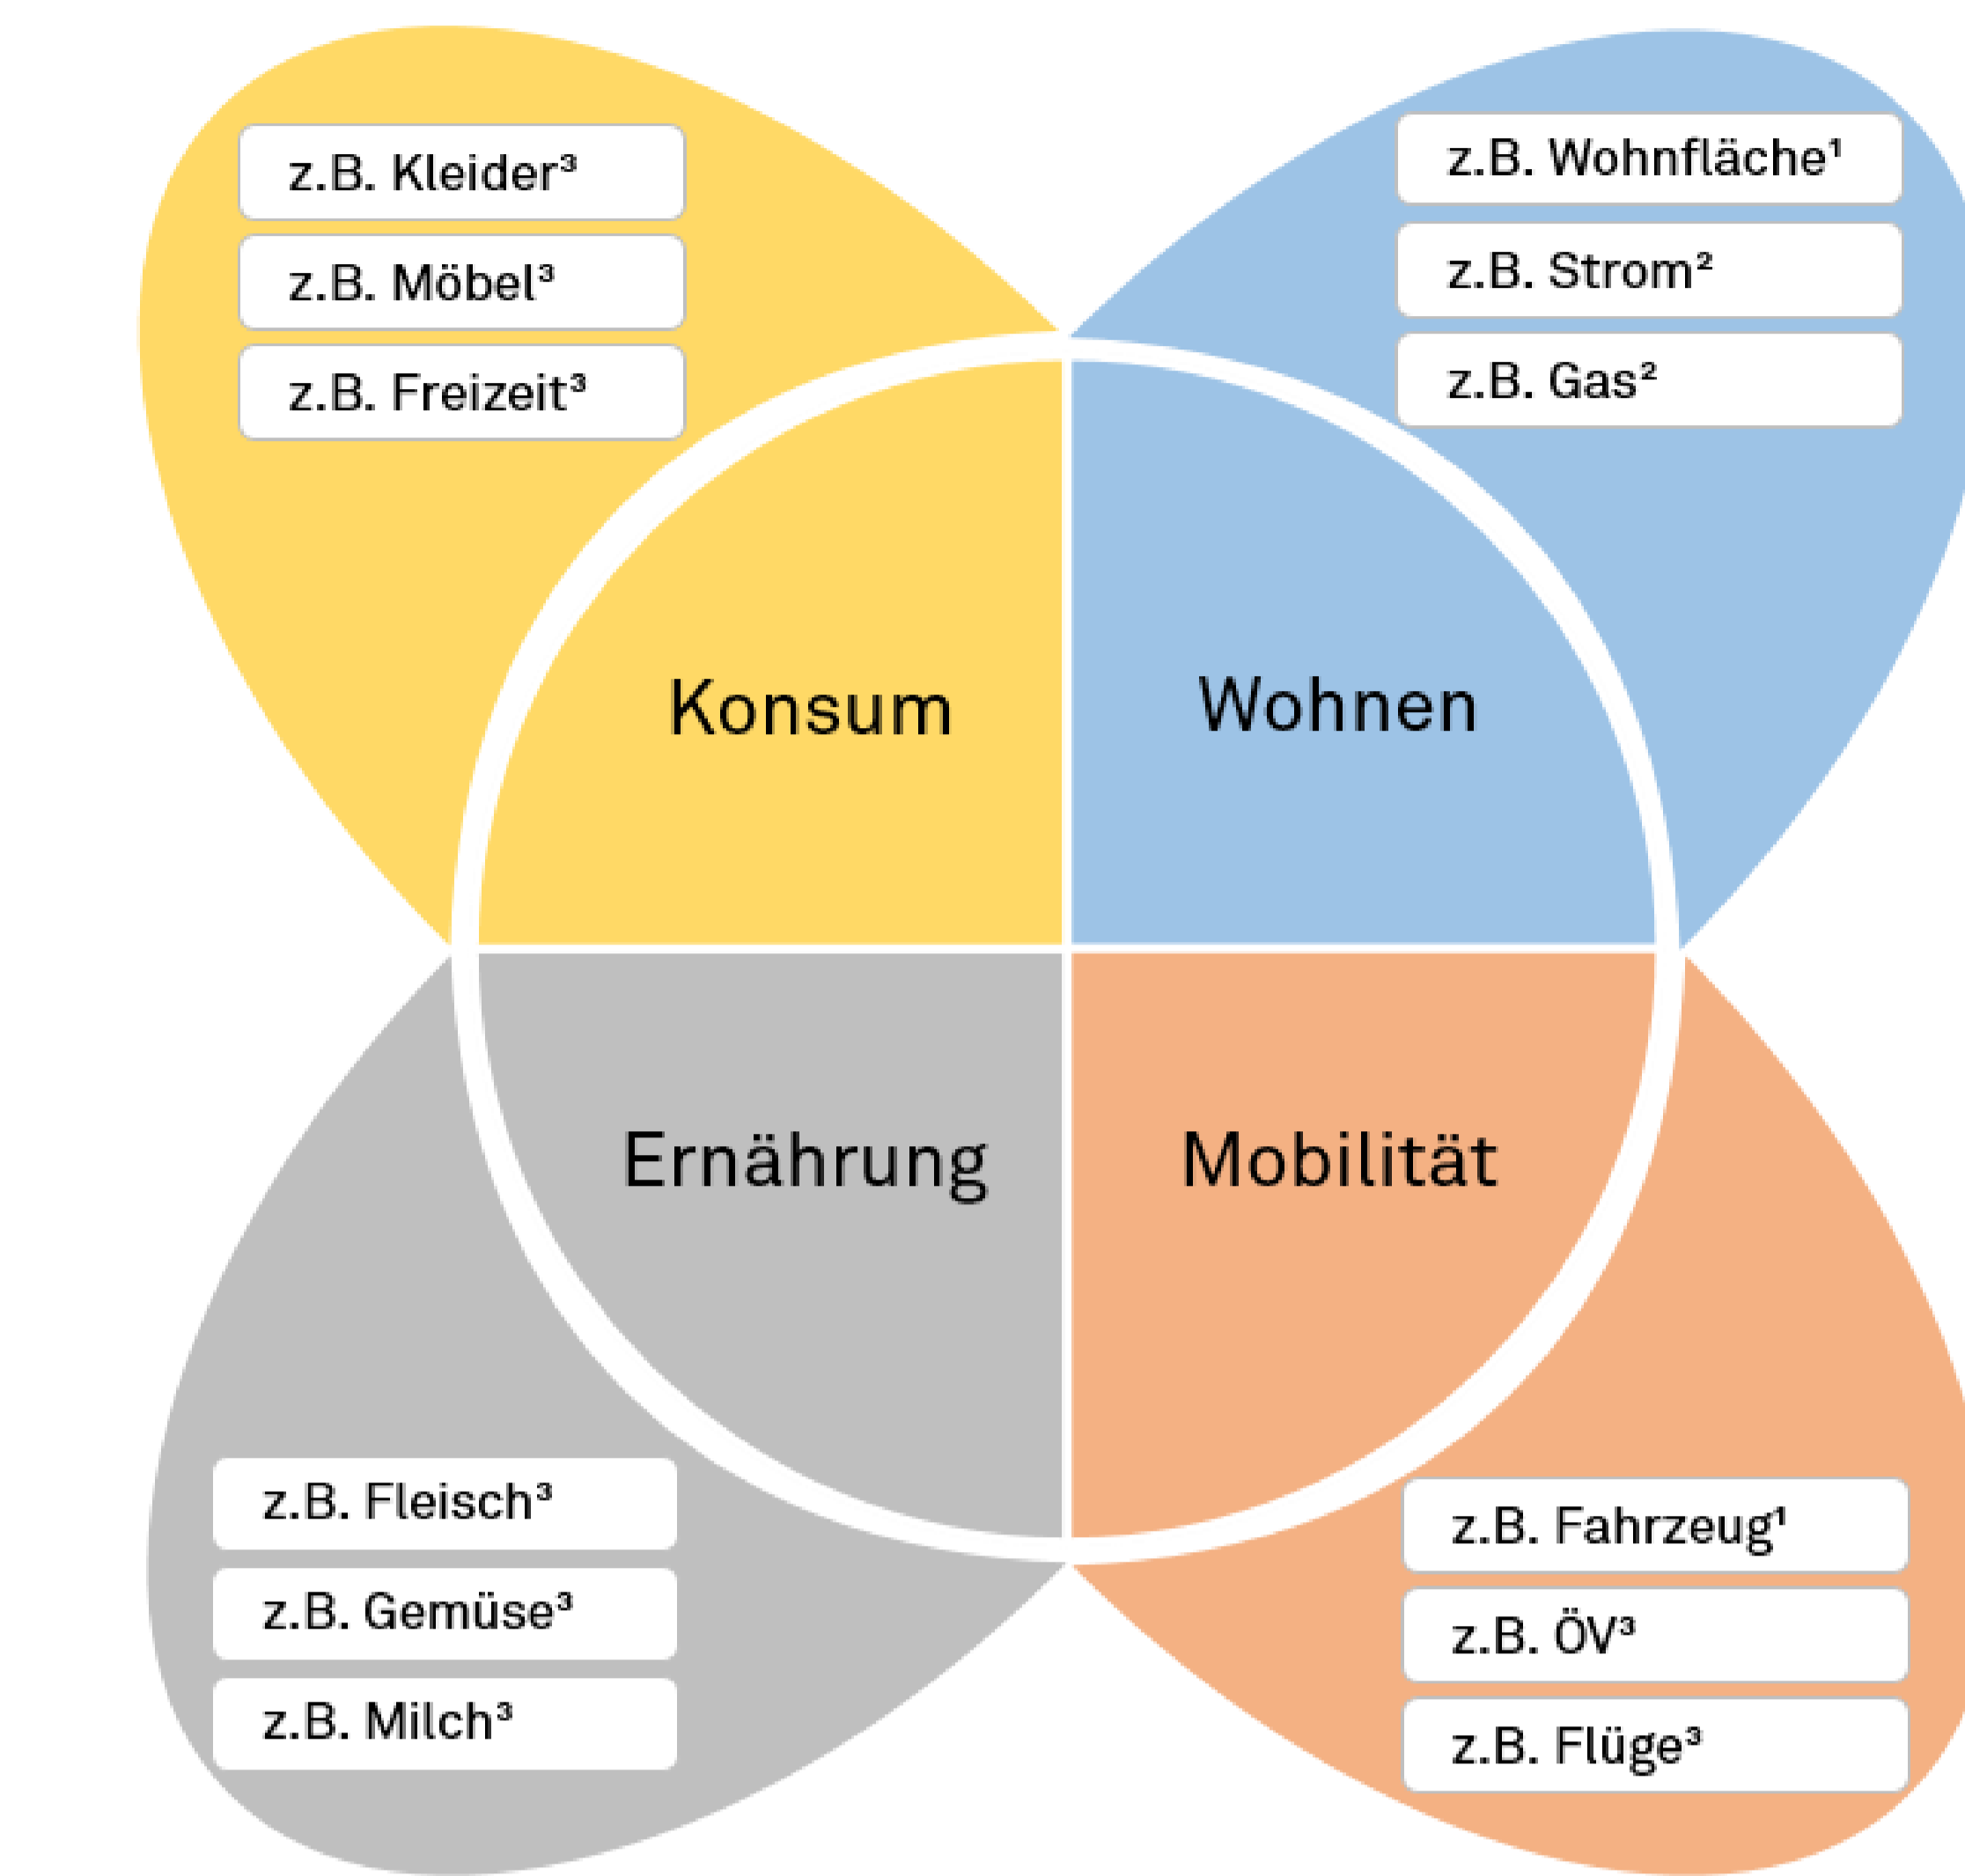 z.B. Kleider³
z.B. Möbel³
z.B. Freizeit³
z.B. Wohnfläche¹
z.B. Strom²
z.B. Gas²
Konsum
Wohnen
Ernährung
Mobilität
z.B. Fleisch³
z.B. Gemüse³
z.B. Milch³
z.B. Fahrzeug¹
z.B. ÖV³
z.B. Flüge³